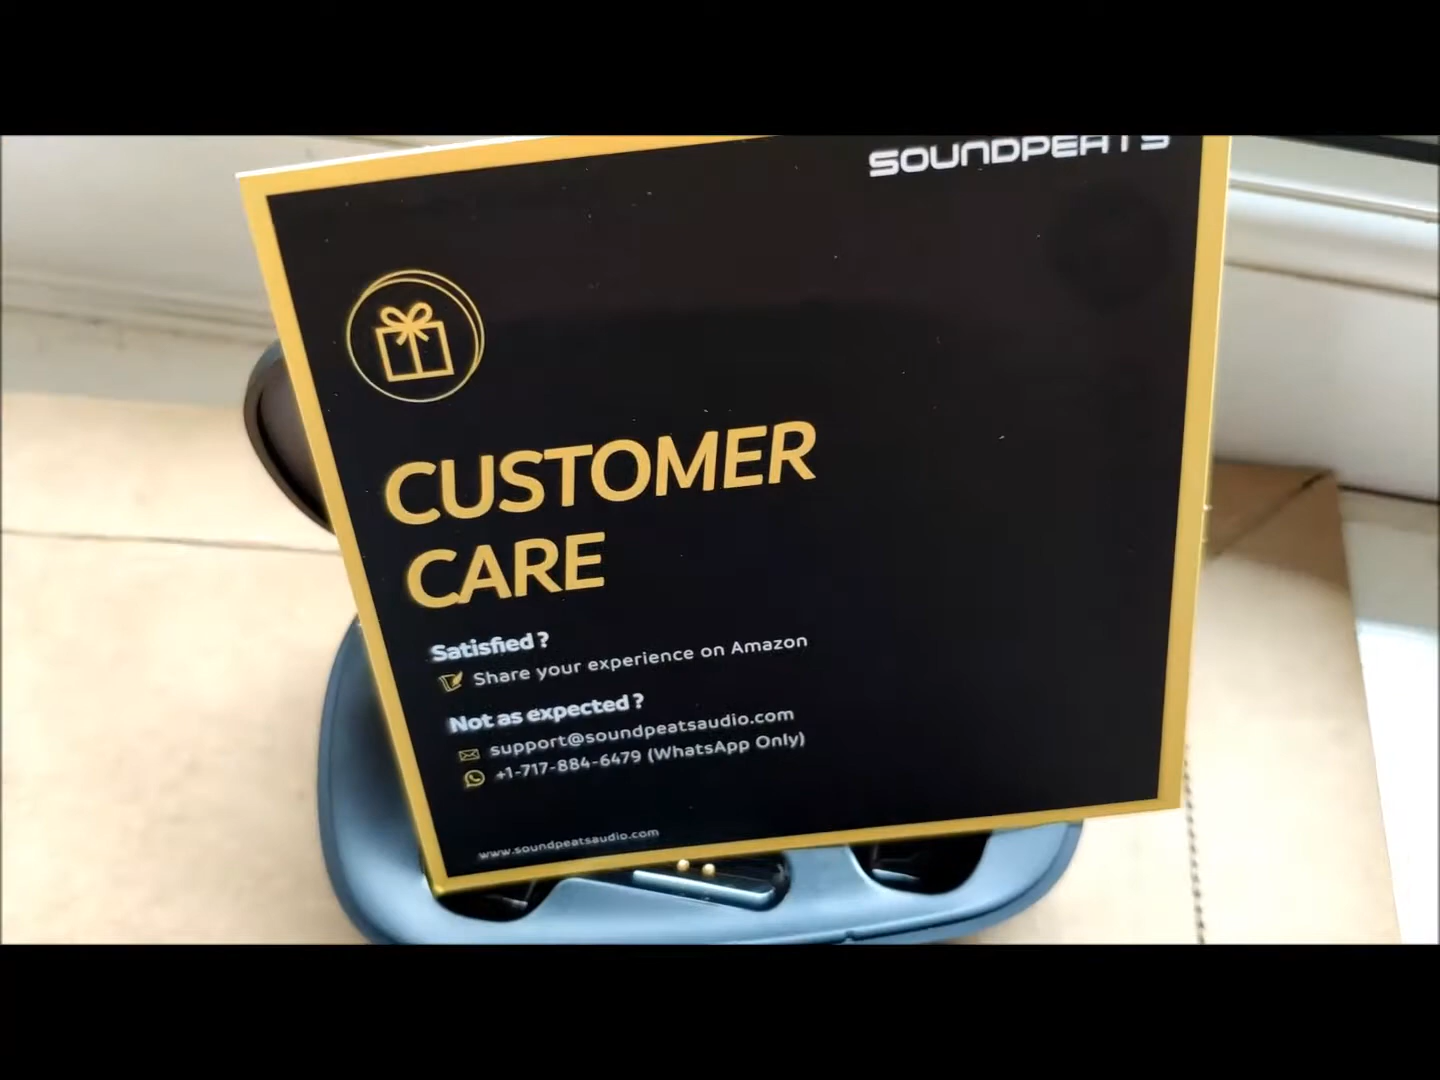 SOUNDPEATS
CUSTOMER
CARE
Satisfied ?
Share your experience on Amazon
Not as expected ?
support@soundpeatsaudio.com
+1-717-884-6479 (WhatsApp Only)
www.soundpeatsaudio.com